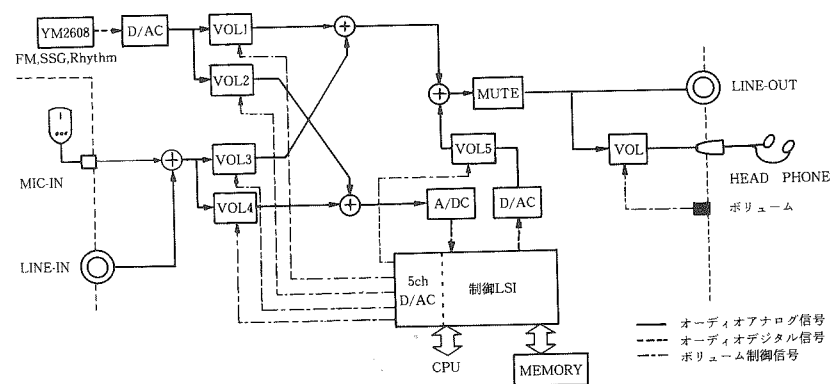 YM2608
D/AC
VOL1
FM,SSG,Rhythm
VOL2
MUTE
LINE-OUT
MIC-IN
VOL3
VOL5
VOL
HEAD PHONE
VOL4
A/DC
D/AC
ボリューム
LINE-IN
5ch
D/AC
制御LSI
CPU
MEMORY
オーディオアナログ信号
オーディオデジタル信号
ボリューム制御信号